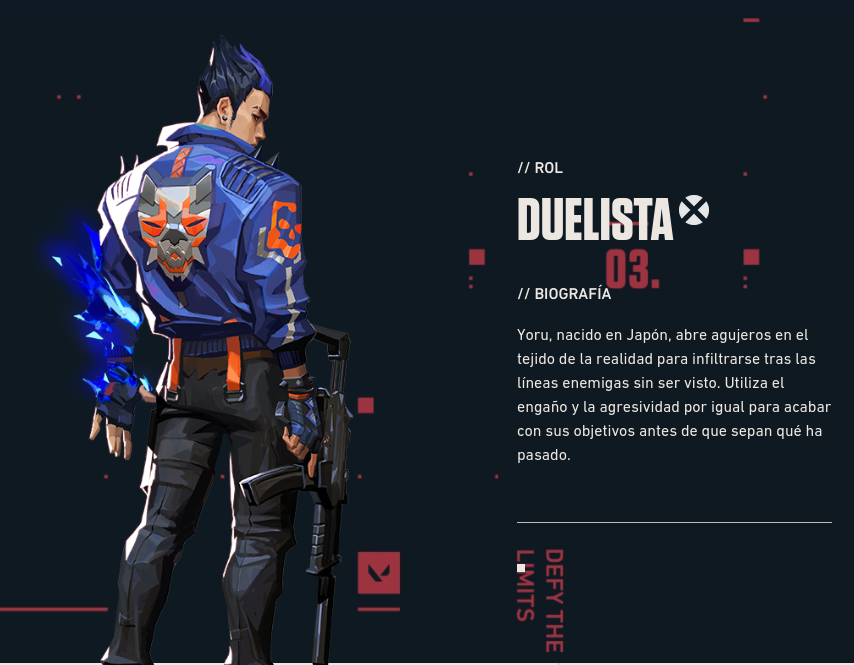 // ROL
DUELISTA
03.
// BIOGRAFÍA
Yoru, nacido en Japón, abre agujeros en el
tejido de la realidad para infiltrarse tras las
líneas enemigas sin ser visto. Utiliza el
engaño y la agresividad por igual para acabar
con sus objetivos antes de que sepan qué ha
pasado.
DEFY THE
LIMITS